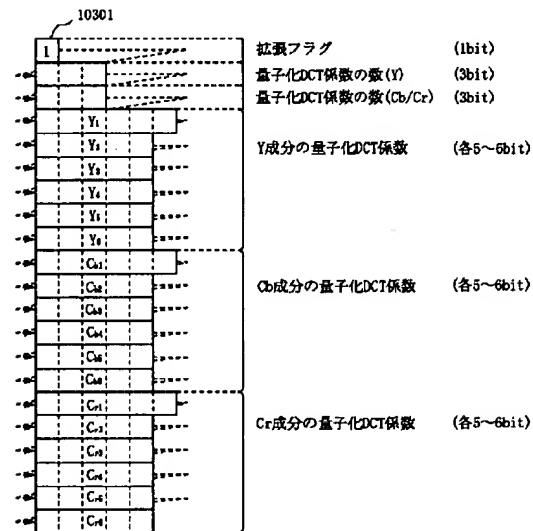 10301
1 拡張フラグ (1bit)
量子化DCT係数の数(Y) (3bit)
量子化DCT係数の数(Cb/Cr) (3bit)
Y1
Y2
Y3
Y4
Y5
Y6
Y成分の量子化DCT係数 (各5〜6bit)
Cb1
Cb2
Cb3
Cb4
Cb5
Cb6
Cb成分の量子化DCT係数 (各5〜6bit)
Cr1
Cr2
Cr3
Cr4
Cr5
Cr6
Cr成分の量子化DCT係数 (各5〜6bit)